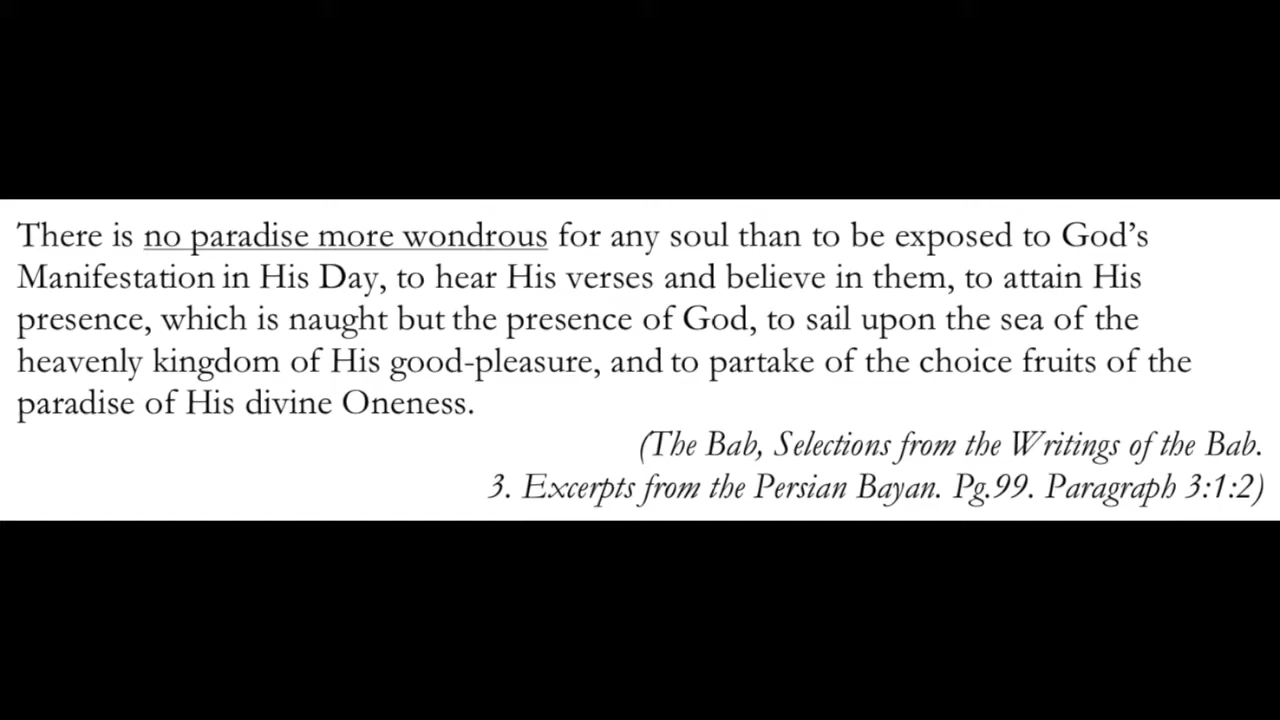 There is no paradise more wondrous for any soul than to be exposed to God’s
Manifestation in His Day, to hear His verses and believe in them, to attain His
presence, which is naught but the presence of God, to sail upon the sea of the
heavenly kingdom of His good-pleasure, and to partake of the choice fruits of the
paradise of His divine Oneness.
(The Bab, Selections from the Writings of the Bab.
3. Excerpts from the Persian Bayan. Pg.99. Paragraph 3:1:2)